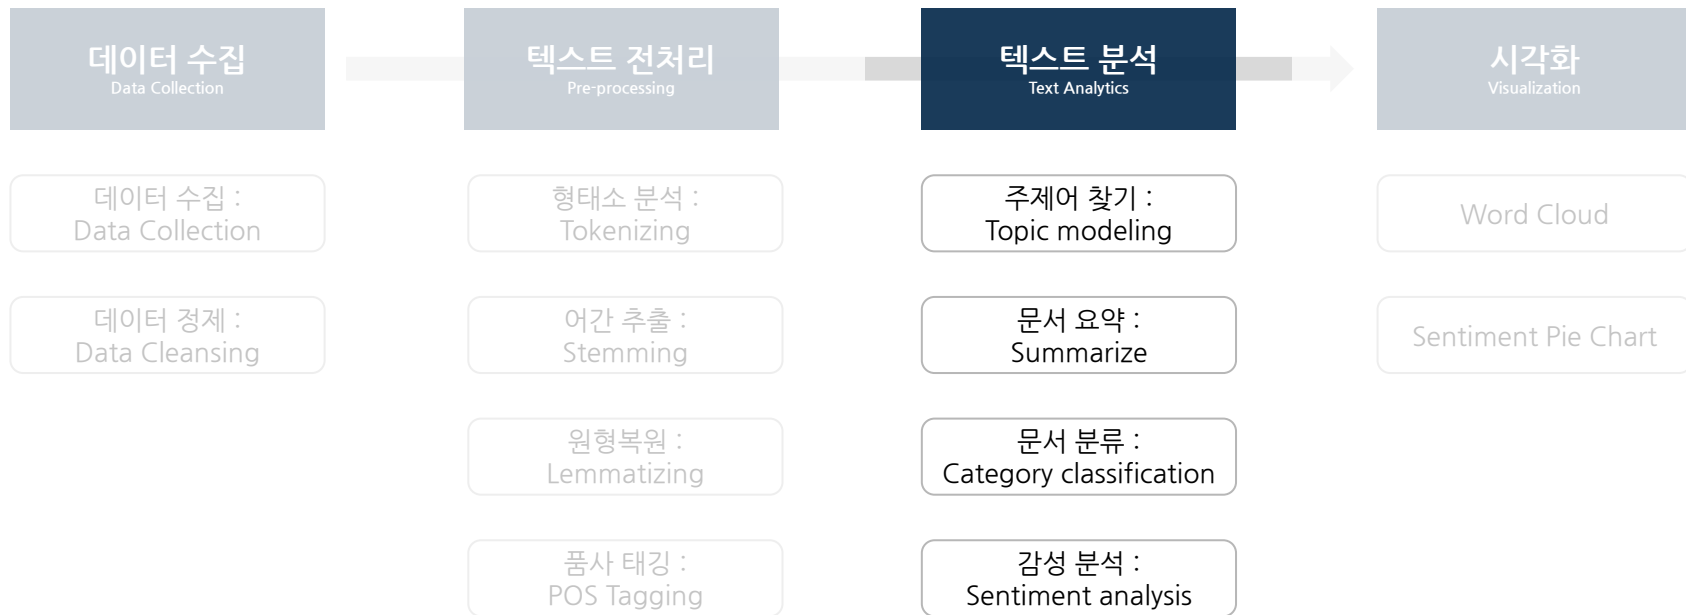 데이터 수집
Data Collection
텍스트 전처리
Pre-processing
텍스트 분석
Text Analytics
시각화
Visualization
데이터 수집 :
Data Collection
데이터 정제 :
Data Cleansing
형태소 분석 :
Tokenizing
어간 추출 :
Stemming
원형복원 :
Lemmatizing
품사 태깅 :
POS Tagging
주제어 찾기 :
Topic modeling
문서 요약 :
Summarize
문서 분류 :
Category classification
감성 분석 :
Sentiment analysis
Word Cloud
Sentiment Pie Chart